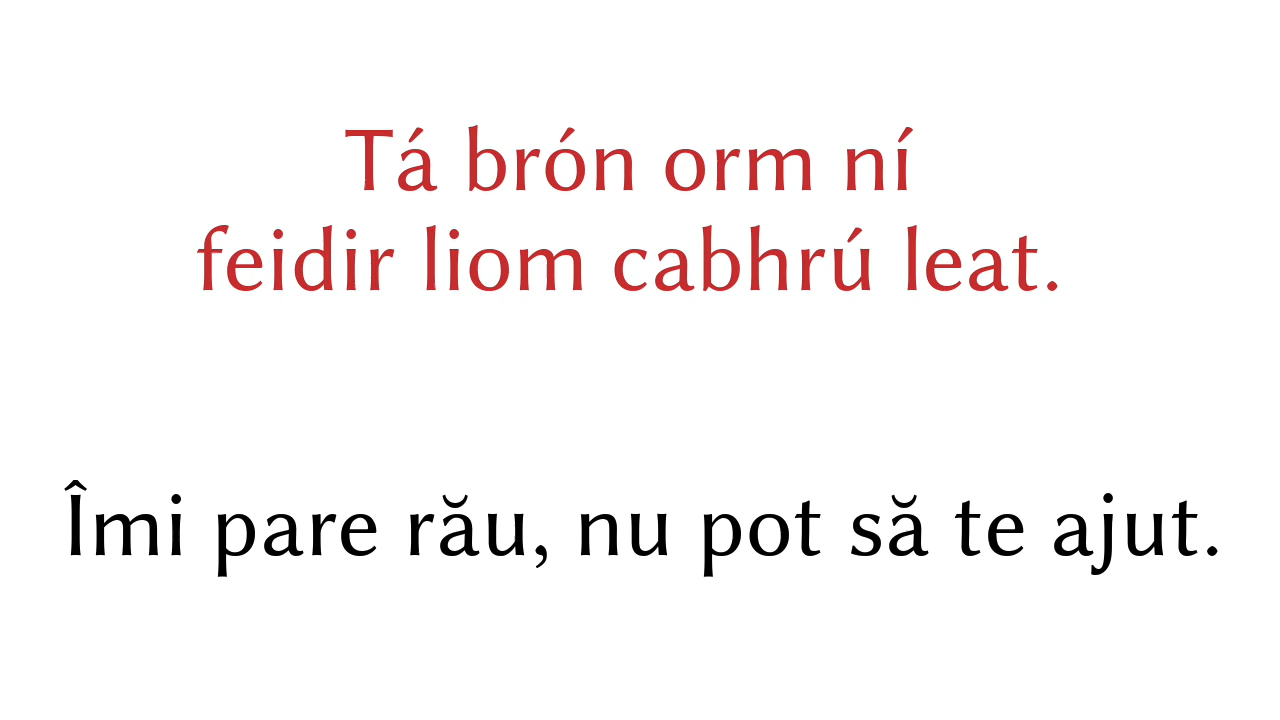 Tá brón orm ní
feidir liom cabhrú leat.
Îmi pare rău, nu pot să te ajut.